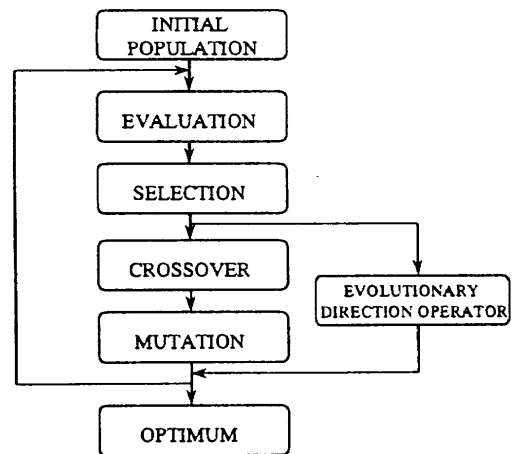 INITIAL
POPULATION
EVALUATION
SELECTION
CROSSOVER
EVOLUTIONARY
DIRECTION OPERATOR
MUTATION
OPTIMUM